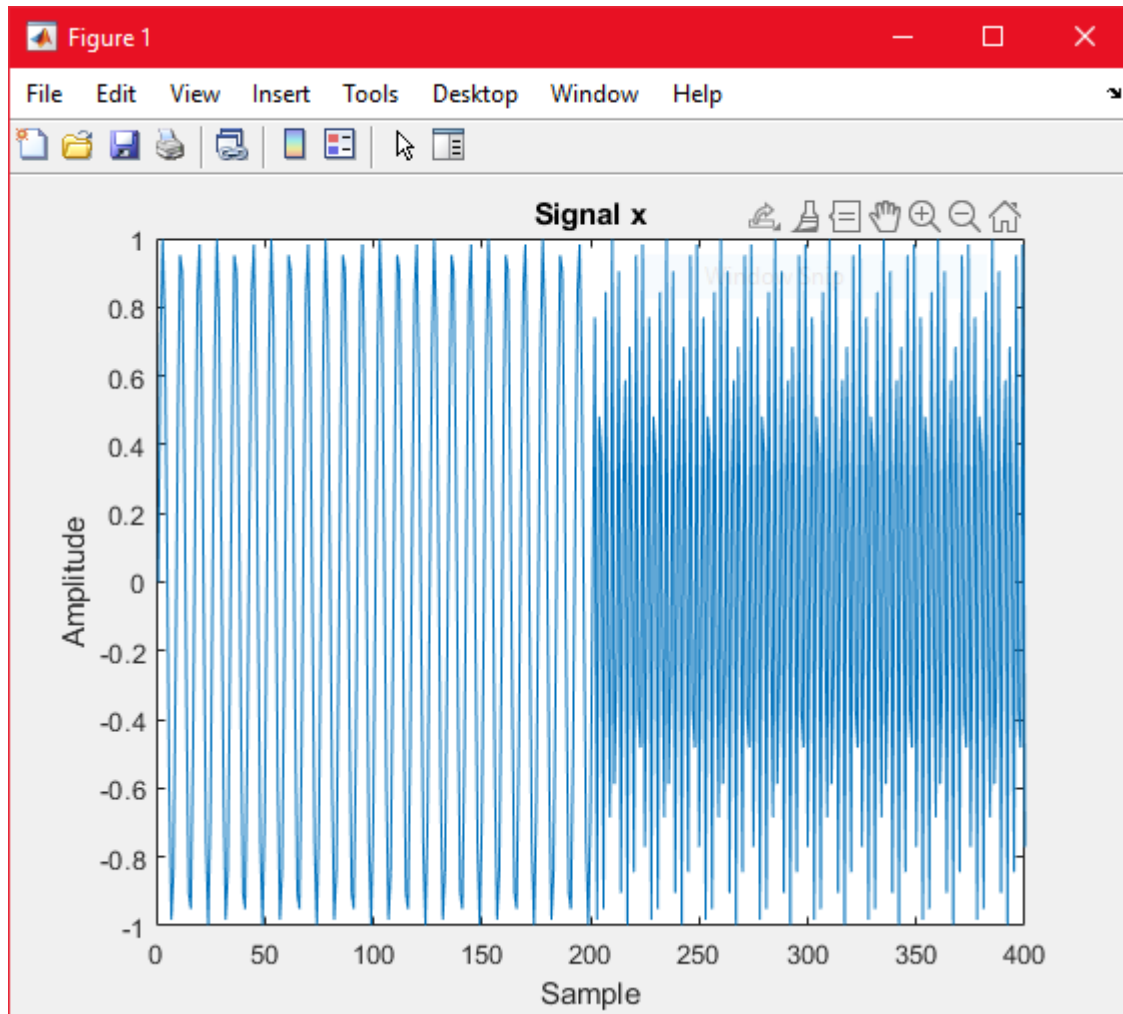 Figure 1
File Edit View Insert Tools Desktop Window Help
Signal x
Window Snip
1
0.8
0.6
0.4
0.2
0
-0.2
-0.4
-0.6
-0.8
-1
Amplitude
0 50 100 150 200 250 300 350 400
Sample